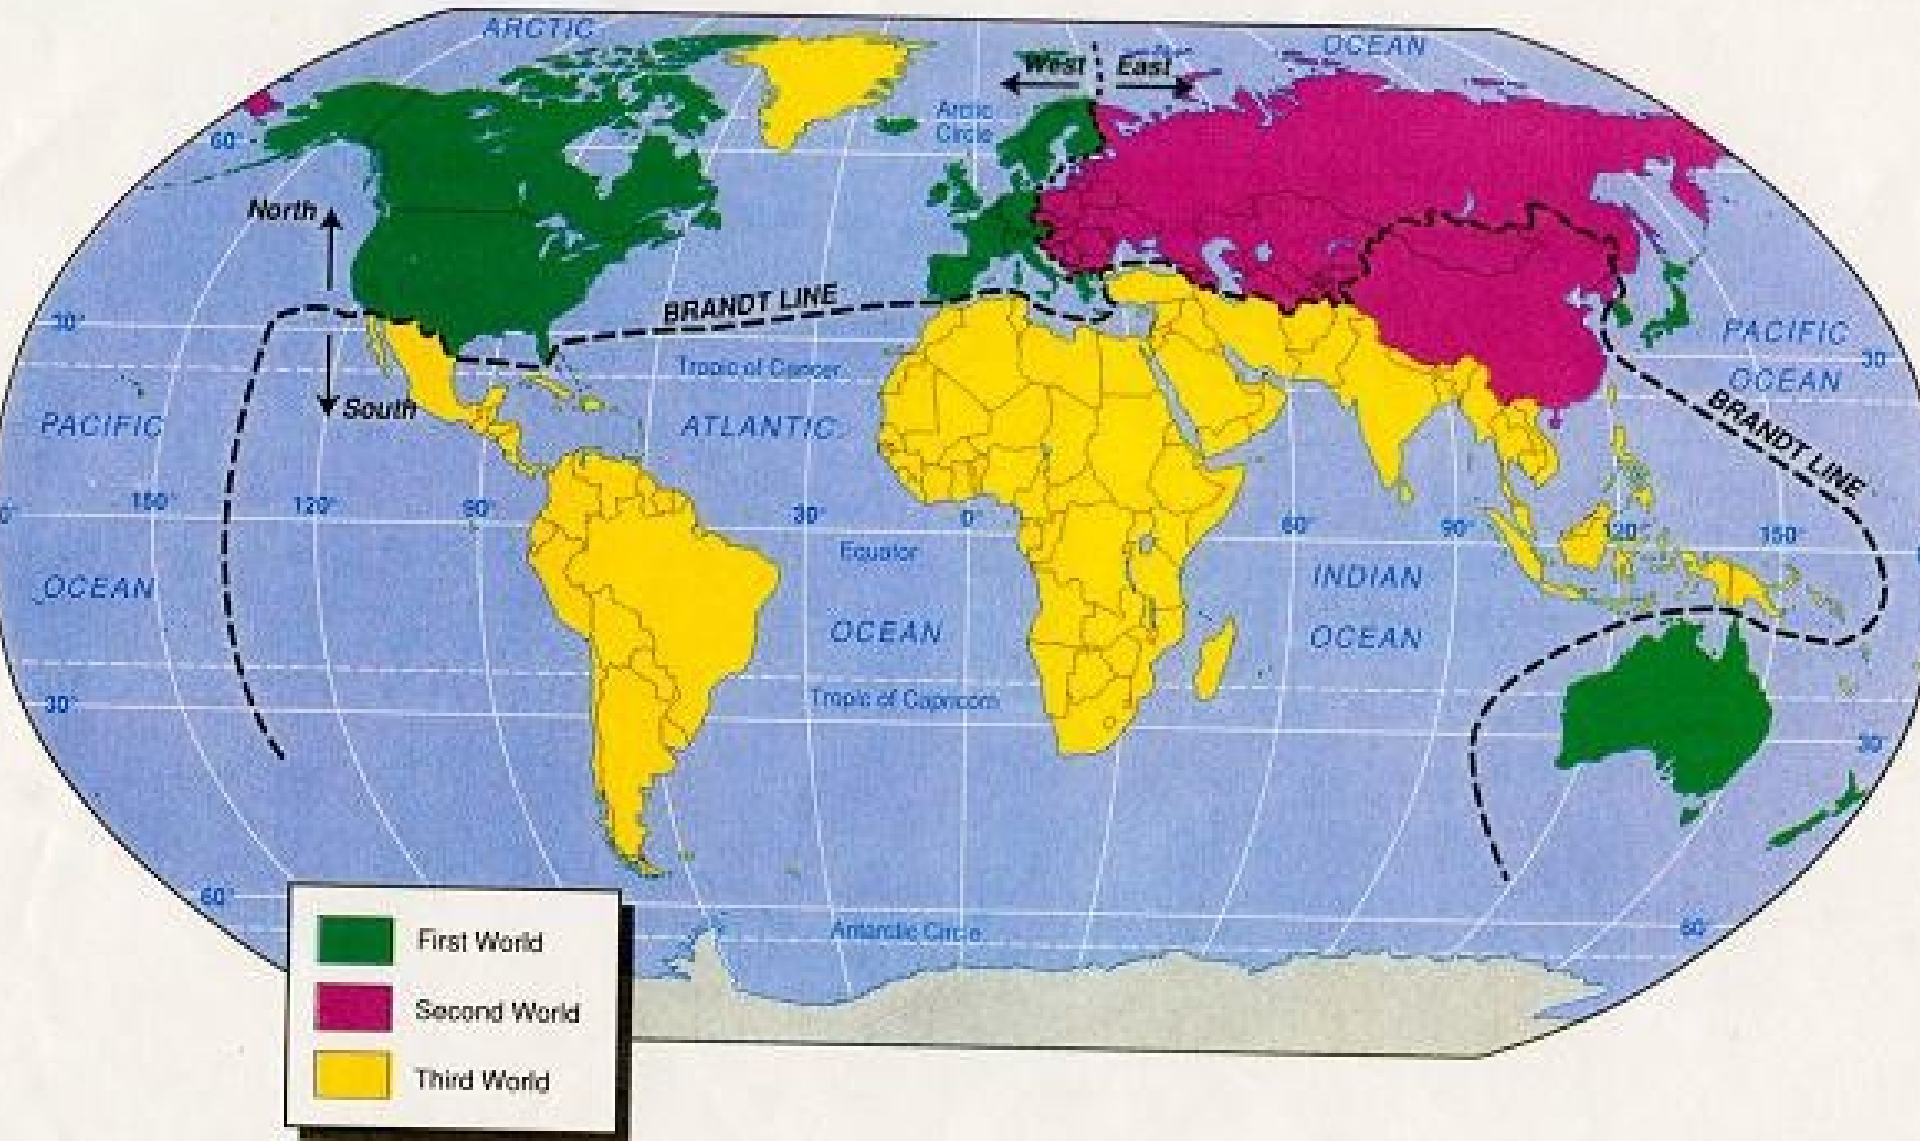 ARCTIC
OCEAN
West
East
Arctic
Circle
60°
North
30°
BRANDT LINE
PACIFIC
OCEAN
30°
Tropic of Cancer
South
BRANDT LINE
PACIFIC
ATLANTIC
150°
120°
90°
30°
0°
60°
90°
120°
150°
Equator
OCEAN
INDIAN
OCEAN
OCEAN
Tropic of Capricorn
30°
30°
60°
Antarctic Circle
60°
First World
Second World
Third World